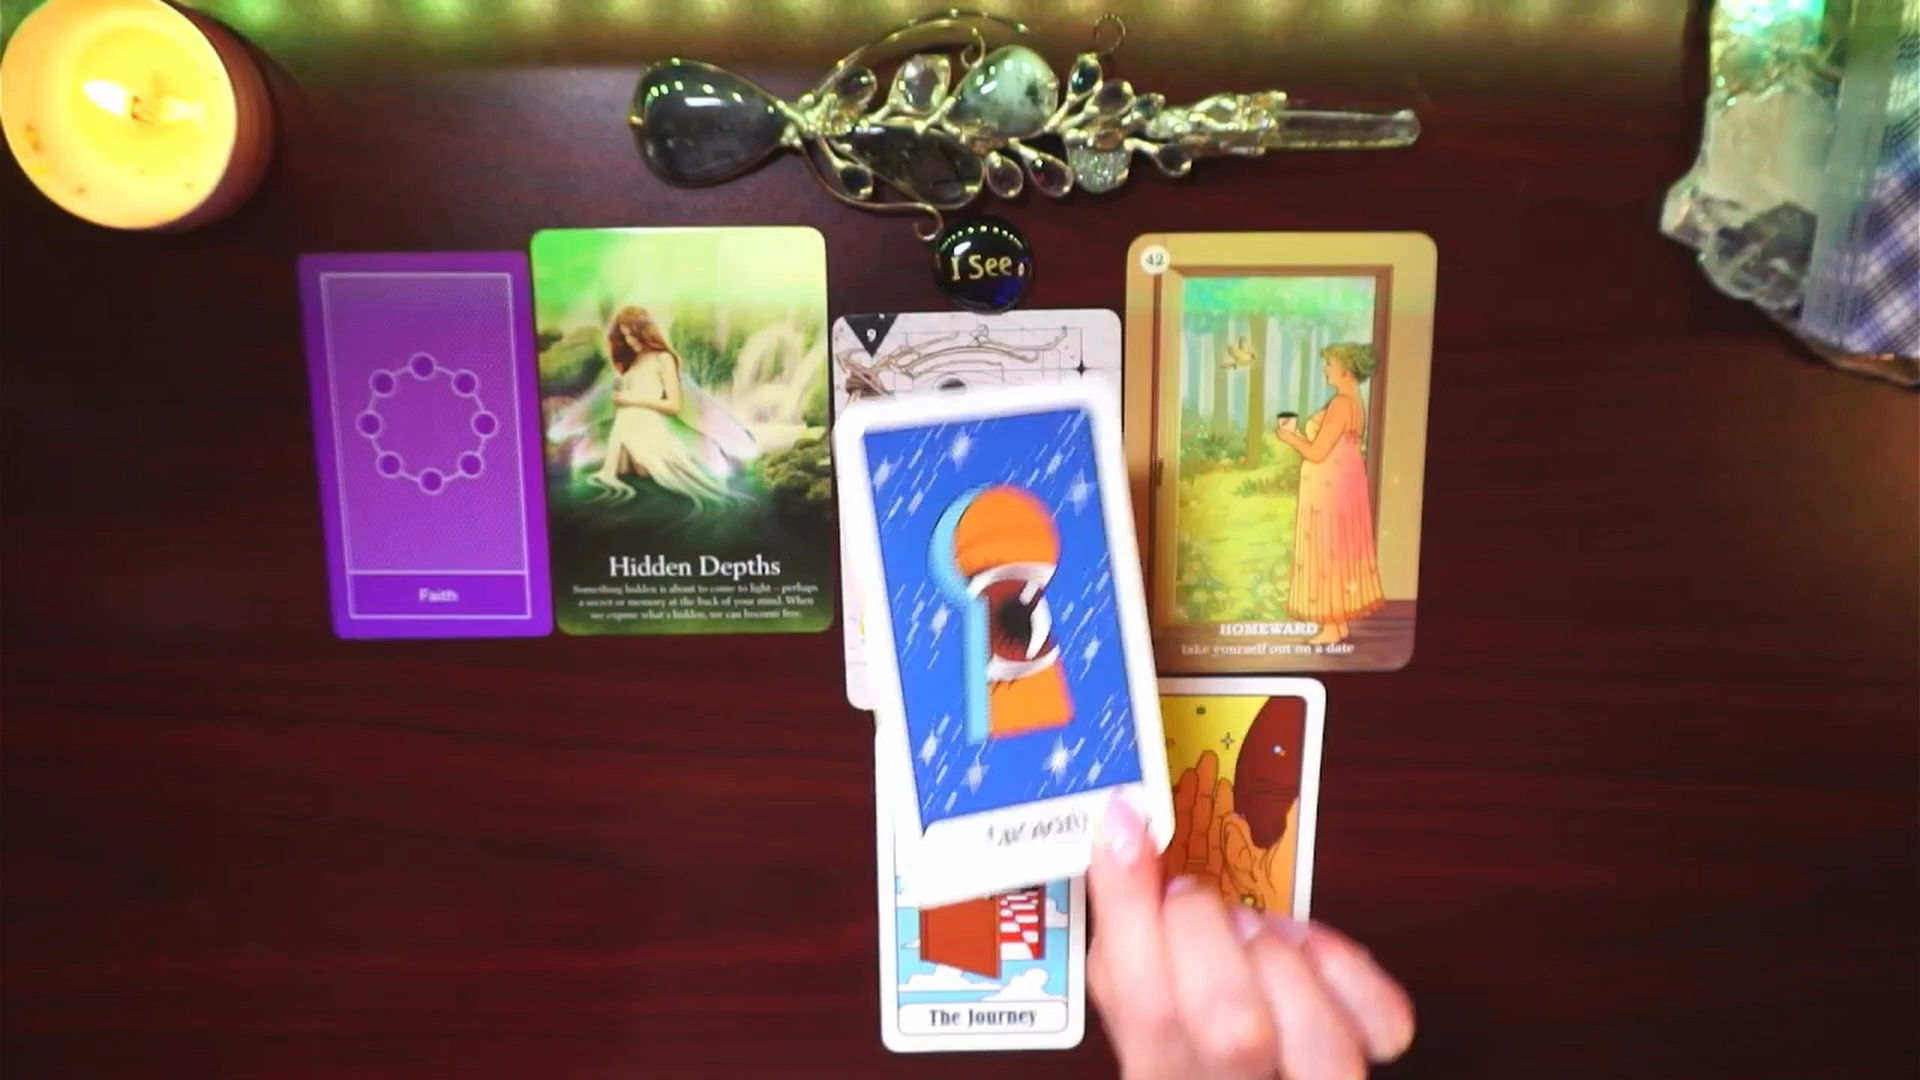 I See
42
9
Faith
Hidden Depths
Something hidden is about to come to light - perhaps
a secret or memory at the back of your mind. When
we expose what's hidden, we can become free.
HOMEWARD
take yourself out on a date
The Journey